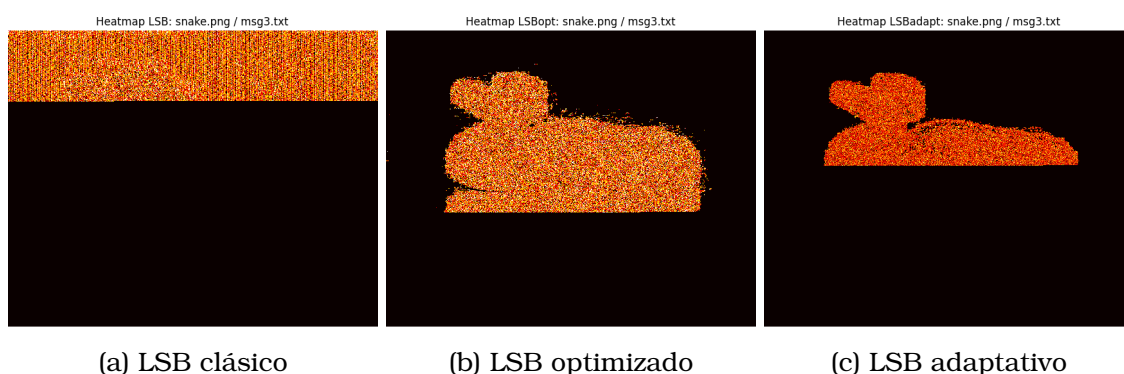 Heatmap LSB: snake.png / msg3.txt
Heatmap LSBopt: snake.png / msg3.txt
Heatmap LSBadapt: snake.png / msg3.txt
(a) LSB clásico
(b) LSB optimizado
(c) LSB adaptativo